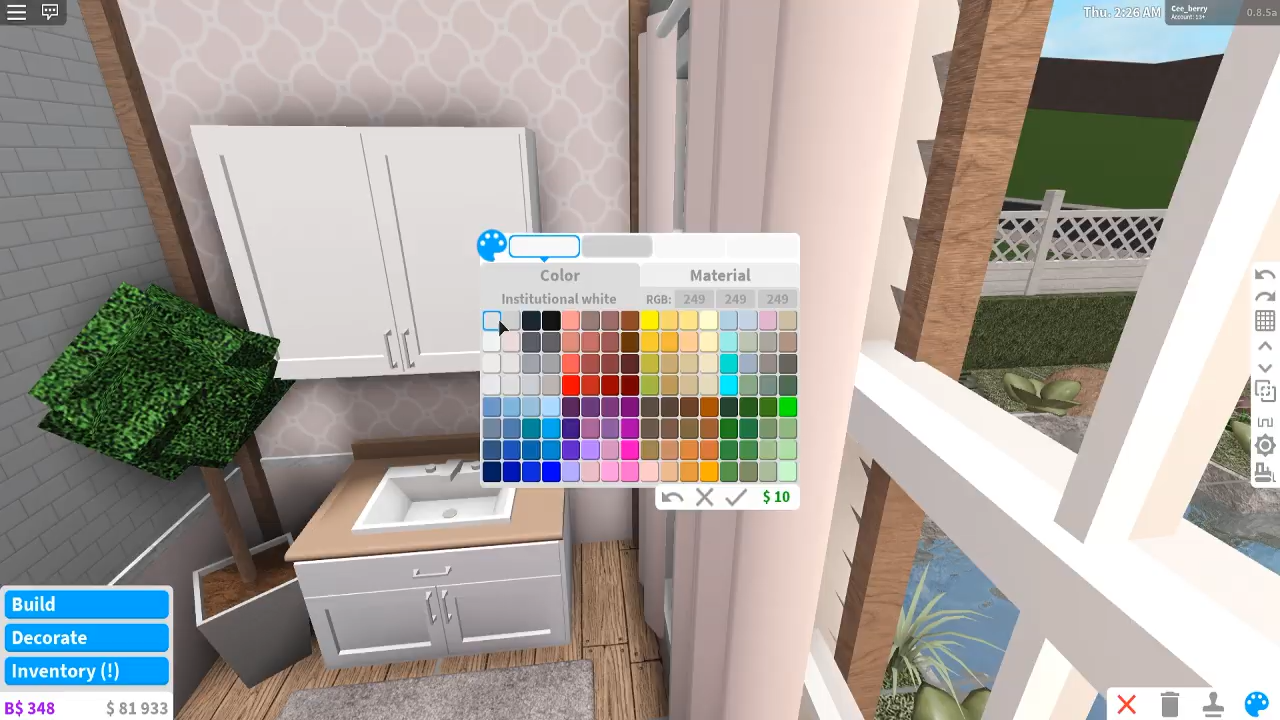 Thu. 2:26 AM
Cee_berry
Account: 13+
0.8.5a
Color
Material
Institutional white
RGB: 249 249 249
$ 10
Build
Decorate
Inventory (!)
B$ 348
$ 81 933